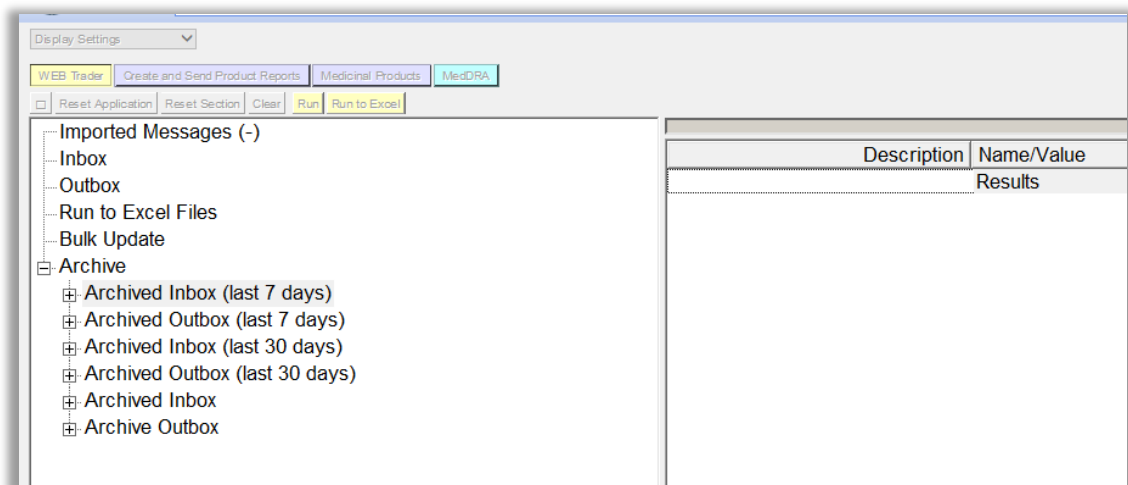 Display Settings
WEB Trader Create and Send Product Reports Medicinal Products MedDRA
Reset Application Reset Section Clear Run Run to Excel
Imported Messages (-)
Inbox
Outbox
Run to Excel Files
Bulk Update
Archive
Archived Inbox (last 7 days)
Archived Outbox (last 7 days)
Archived Inbox (last 30 days)
Archived Outbox (last 30 days)
Archived Inbox
Archive Outbox
Description Name/Value
Results